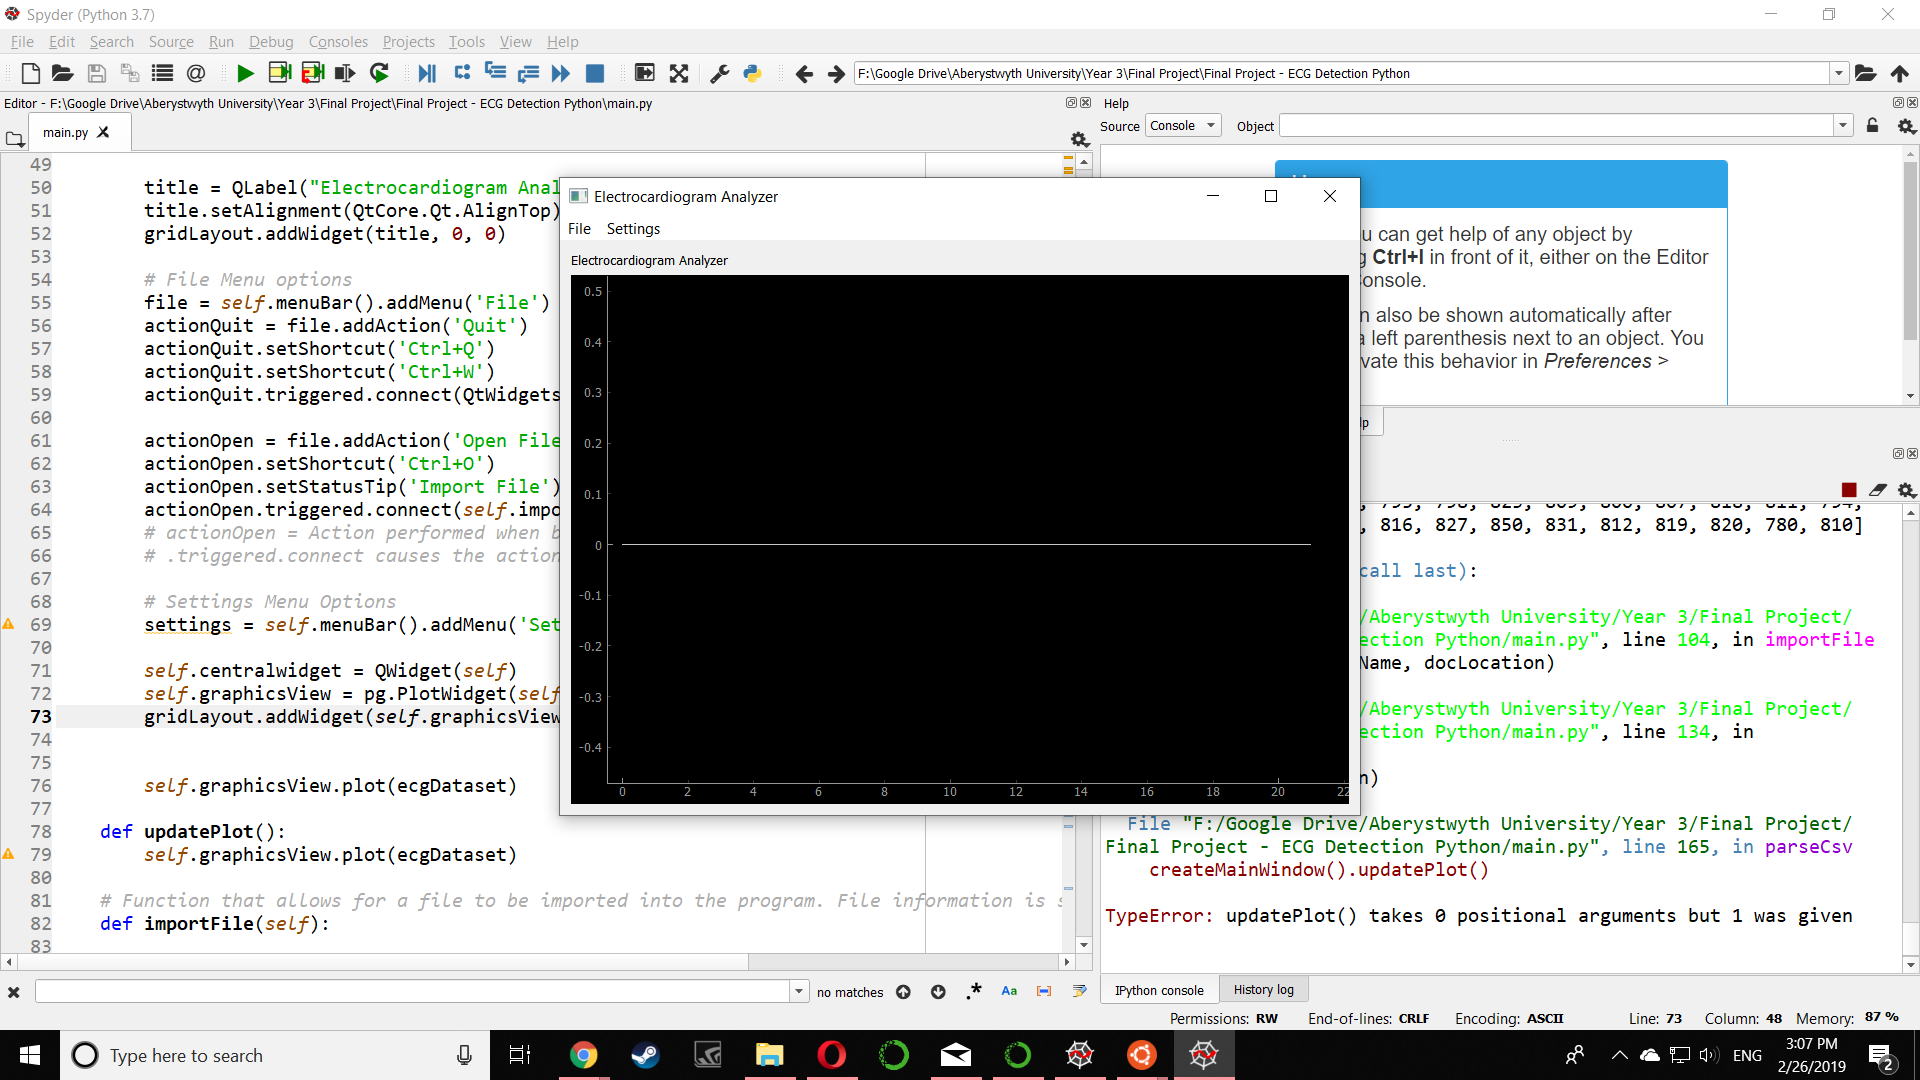 Spyder (Python 3.7)
File Edit Search Source Run Debug Consoles Projects Tools View Help
F:\Google Drive\Aberystwyth University\Year 3\Final Project\Final Project - ECG Detection Python
Editor - F:\Google Drive\Aberystwyth University\Year 3\Final Project\Final Project - ECG Detection Python\main.py
main.py
49
50 title = QLabel("Electrocardiogram Anal
51 title.setAlignment(QtCore.Qt.AlignTop)
52 gridLayout.addWidget(title, 0, 0)
53
54 # File Menu options
55 file = self.menuBar().addMenu('File')
56 actionQuit = file.addAction('Quit')
57 actionQuit.setShortcut('Ctrl+Q')
58 actionQuit.setShortcut('Ctrl+W')
59 actionQuit.triggered.connect(QtWidgets
60
61 actionOpen = file.addAction('Open File
62 actionOpen.setShortcut('Ctrl+O')
63 actionOpen.setStatusTip('Import File')
64 actionOpen.triggered.connect(self.impo
65 # actionOpen = Action performed when b
66 # .triggered.connect causes the action
67
68 # Settings Menu Options
69 settings = self.menuBar().addMenu('Set
70
71 self.centralwidget = QWidget(self)
72 self.graphicsView = pg.PlotWidget(self
73 gridLayout.addWidget(self.graphicsView
74
75
76 self.graphicsView.plot(ecgDataset)
77
78 def updatePlot():
79 self.graphicsView.plot(ecgDataset)
80
81 # Function that allows for a file to be imported into the program. File information is s
82 def importFile(self):
83
no matches
Aa
Electrocardiogram Analyzer
File Settings
Electrocardiogram Analyzer
0.5
0.4
0.3
0.2
0.1
0
-0.1
-0.2
-0.3
-0.4
0 2 4 6 8 10 12 14 16 18 20 22
Help
Source Console Object
u can get help of any object by
g Ctrl+I in front of it, either on the Editor
onsole.
n also be shown automatically after
a left parenthesis next to an object. You
vate this behavior in Preferences >
lp
, 816, 827, 850, 831, 812, 819, 820, 780, 810]
call last):
/Aberystwyth University/Year 3/Final Project/
ection Python/main.py", line 104, in importFile
Name, docLocation)
/Aberystwyth University/Year 3/Final Project/
ection Python/main.py", line 134, in
n)
File "F:/Google Drive/Aberystwyth University/Year 3/Final Project/
Final Project - ECG Detection Python/main.py", line 165, in parseCsv
createMainWindow().updatePlot()
TypeError: updatePlot() takes 0 positional arguments but 1 was given
IPython console History log
Permissions: RW End-of-lines: CRLF Encoding: ASCII Line: 73 Column: 48 Memory: 87 %
Type here to search
ENG
3:07 PM
2/26/2019
2